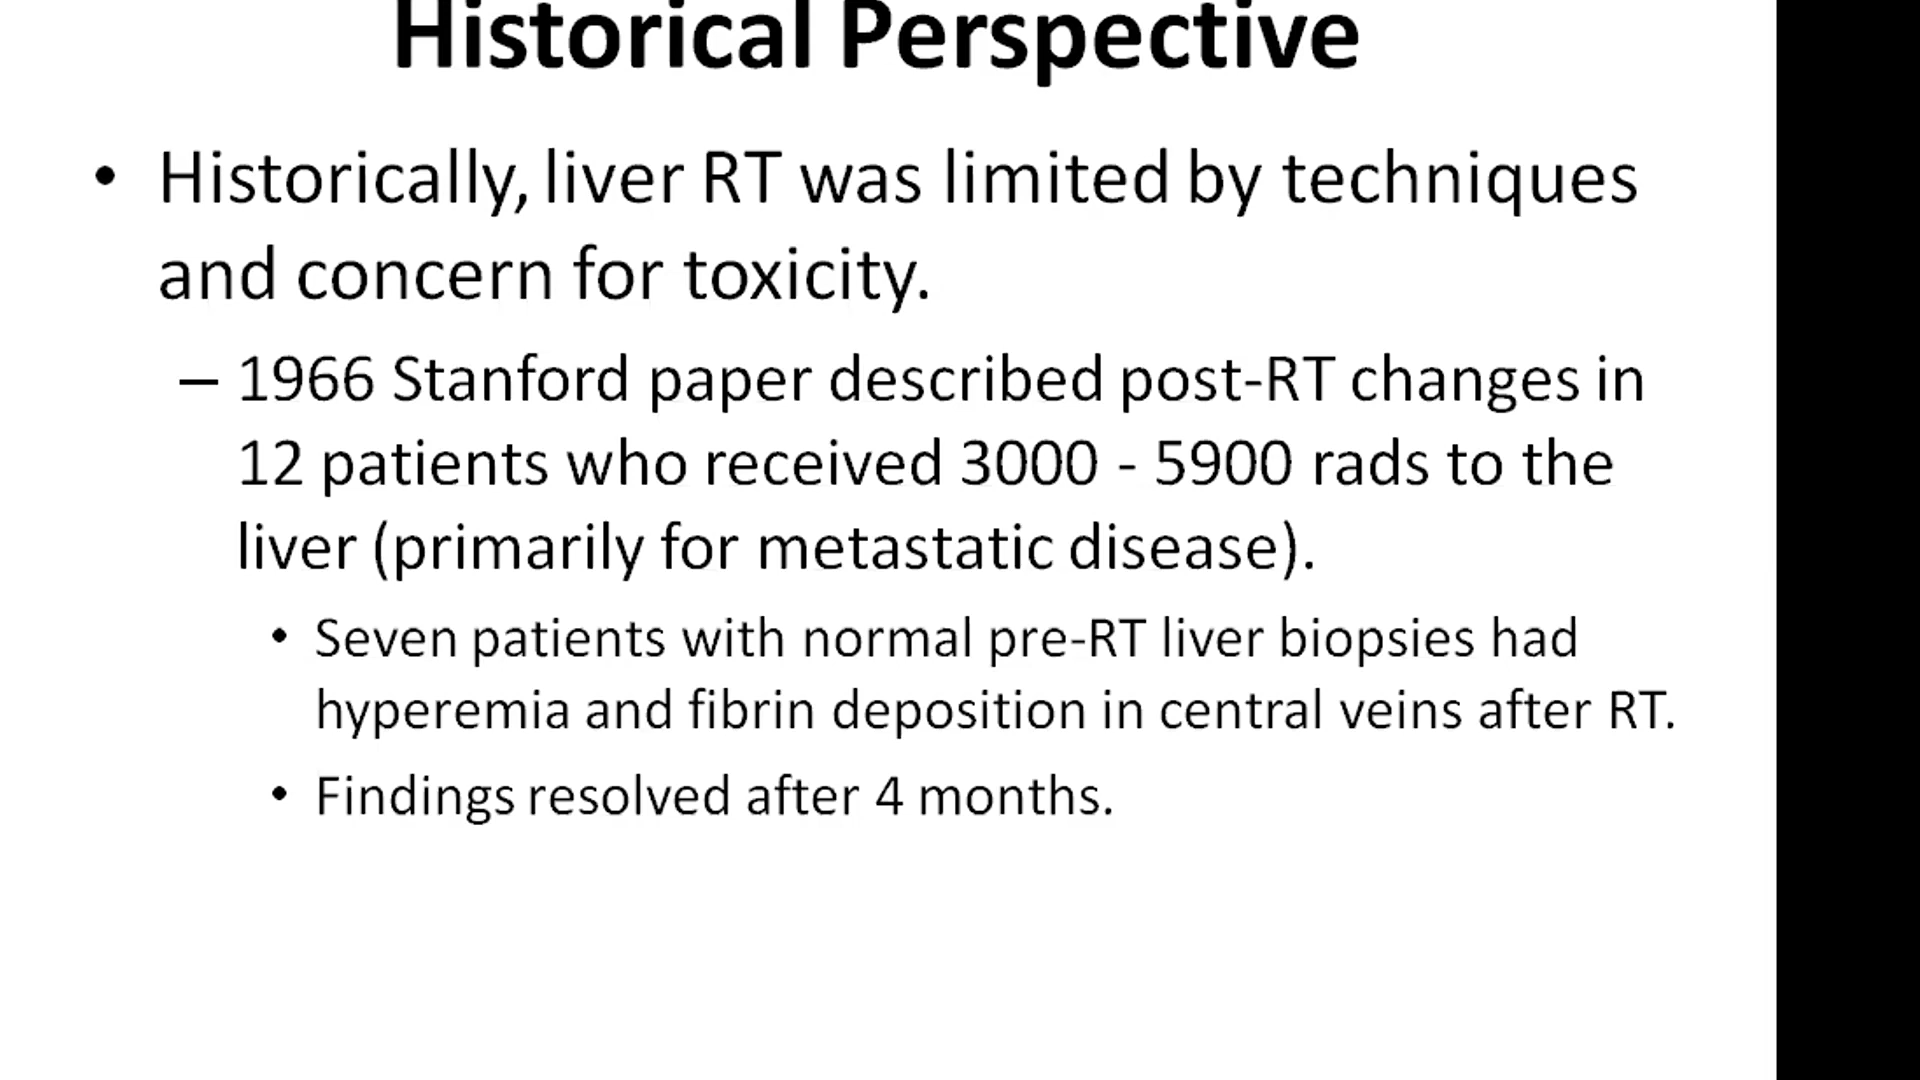 Historical Perspective
• Historically, liver RT was limited by techniques
and concern for toxicity.
– 1966 Stanford paper described post-RT changes in
12 patients who received 3000 - 5900 rads to the
liver (primarily for metastatic disease).
• Seven patients with normal pre-RT liver biopsies had
hyperemia and fibrin deposition in central veins after RT.
• Findings resolved after 4 months.